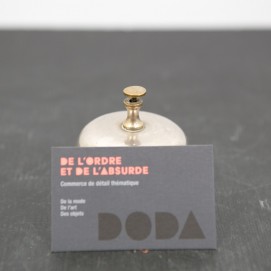 DE L'ORDRE
ET DE L'ABSURDE
Commerce de détail thématique
De la mode
De l'art
Des objets
DODA